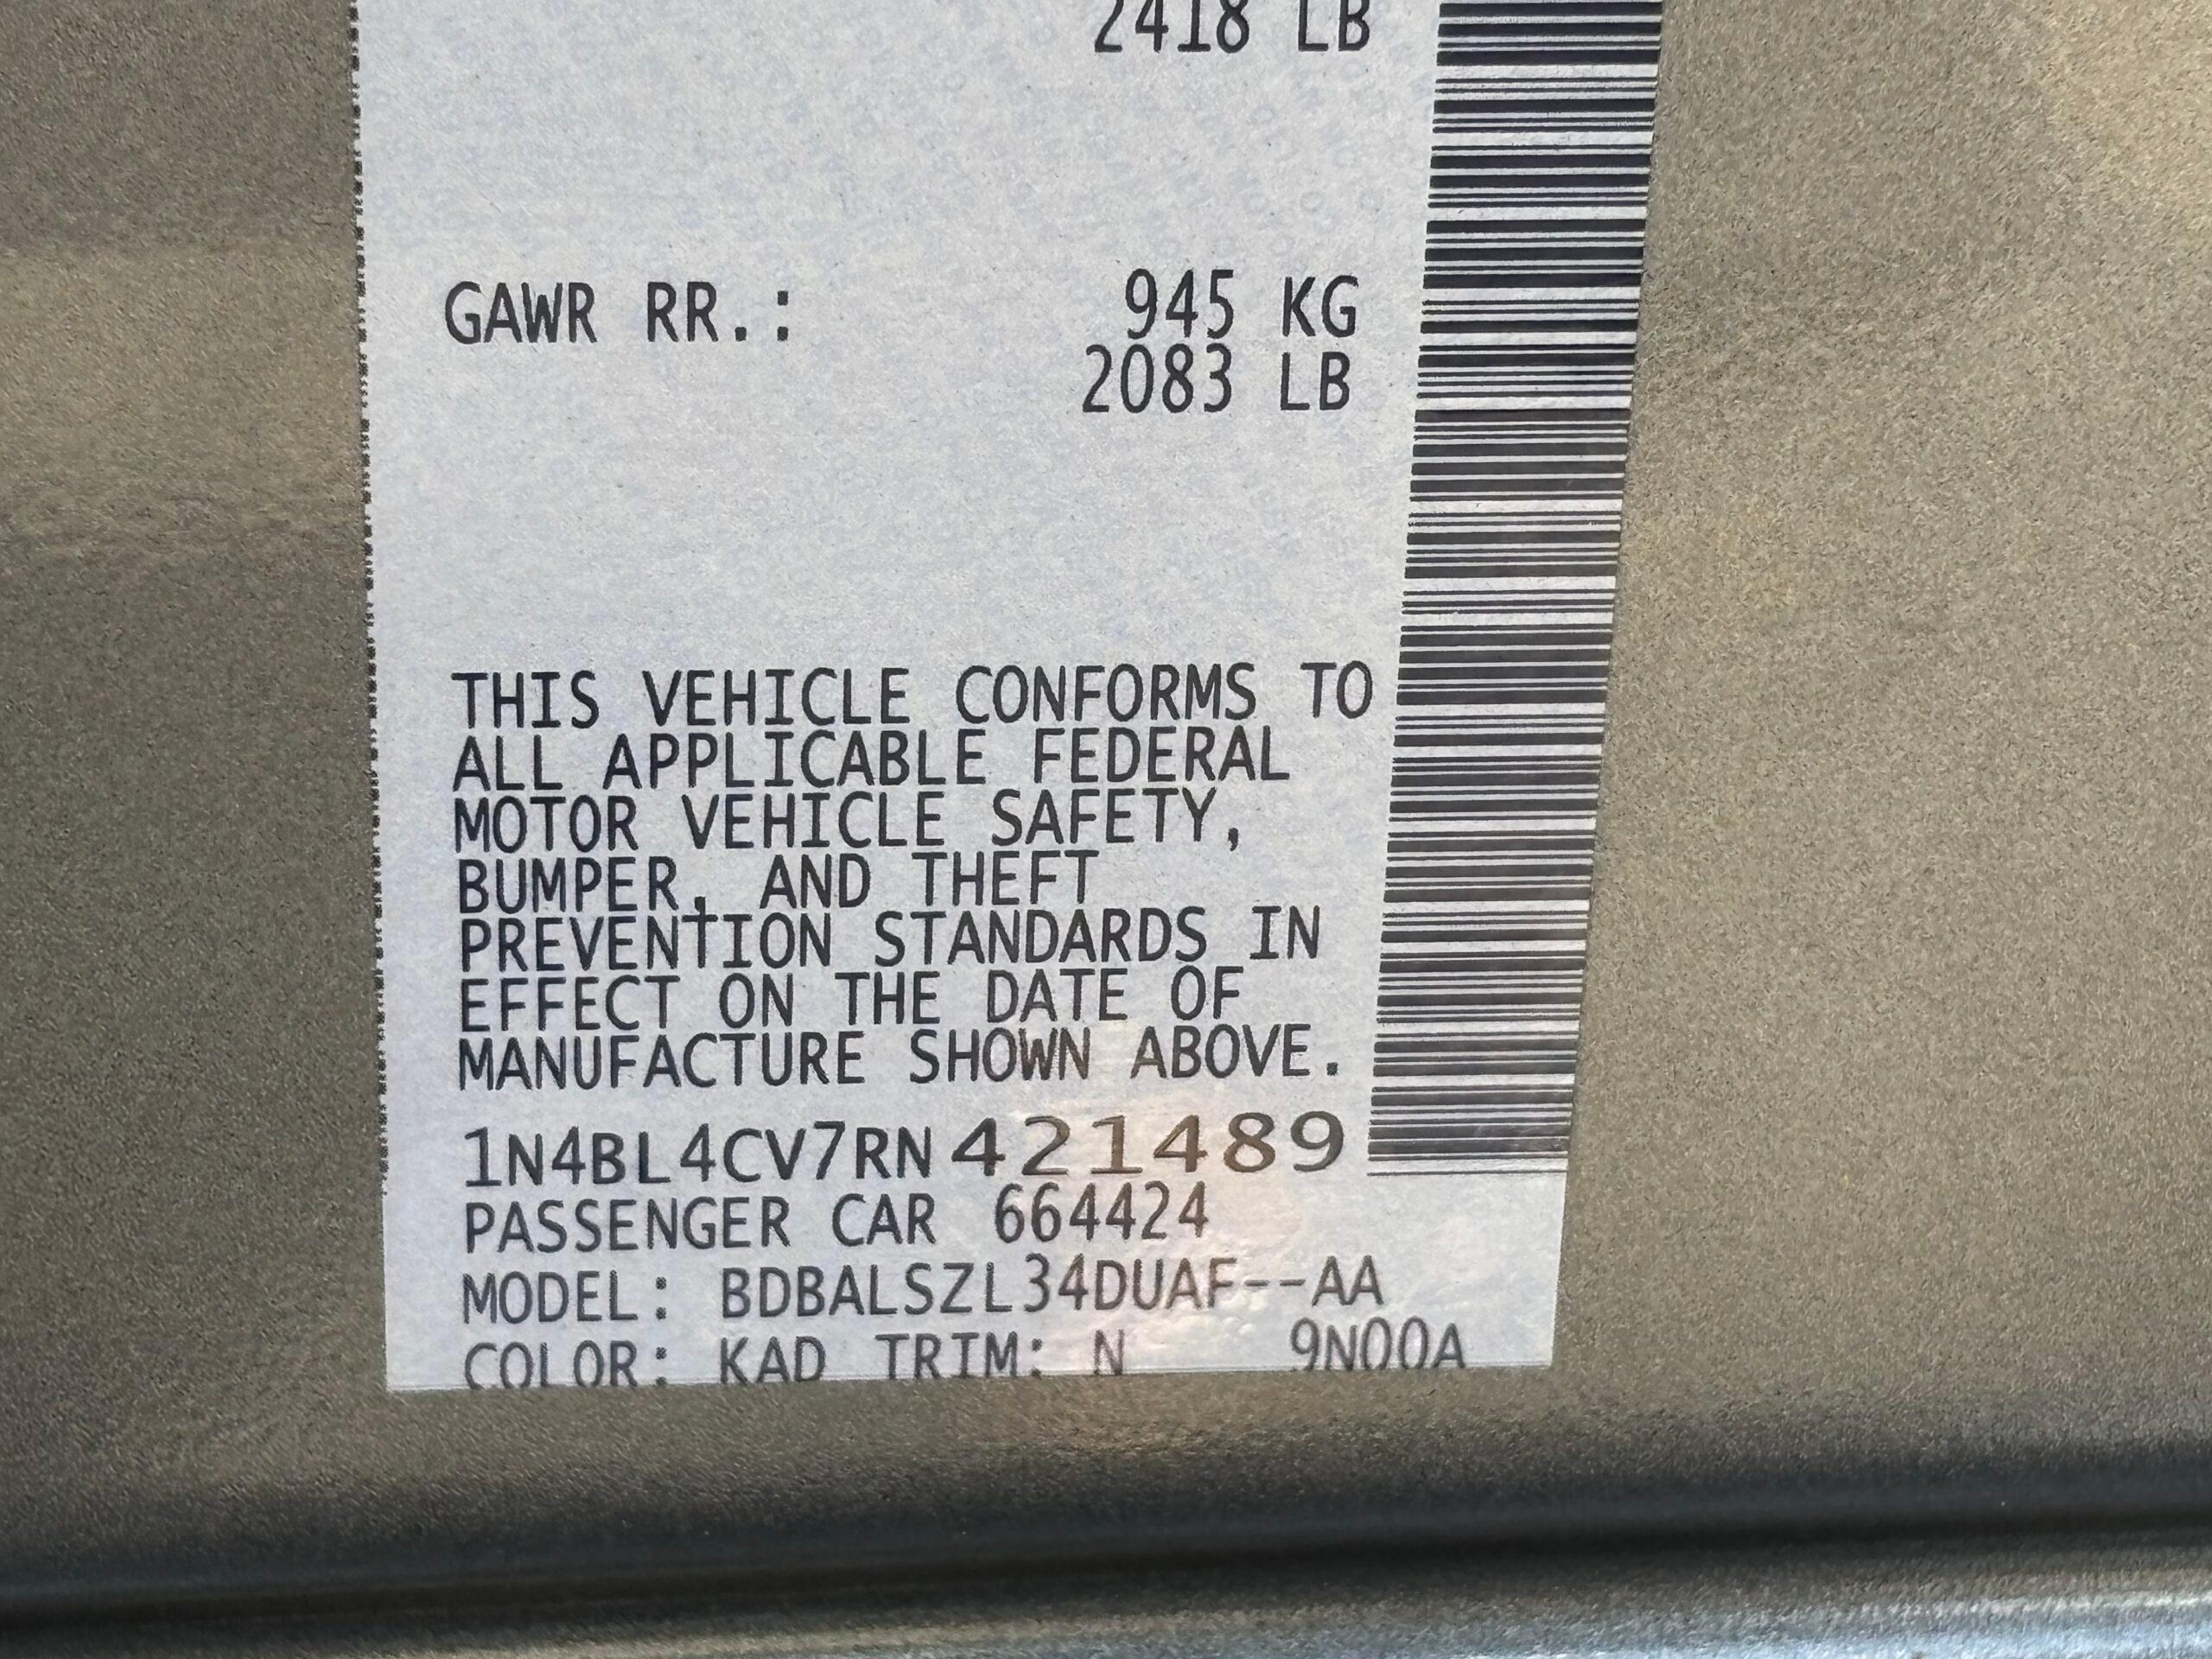 2418 LB
GAWR RR.: 945 KG
2083 LB
THIS VEHICLE CONFORMS TO
ALL APPLICABLE FEDERAL
MOTOR VEHICLE SAFETY,
BUMPER, AND THEFT
PREVENTION STANDARDS IN
EFFECT ON THE DATE OF
MANUFACTURE SHOWN ABOVE.
1N4BL4CV7RN421489
PASSENGER CAR 664424
MODEL: BDBALSZL34DUAF--AA
COLOR: KAD TRIM: N 9N00A